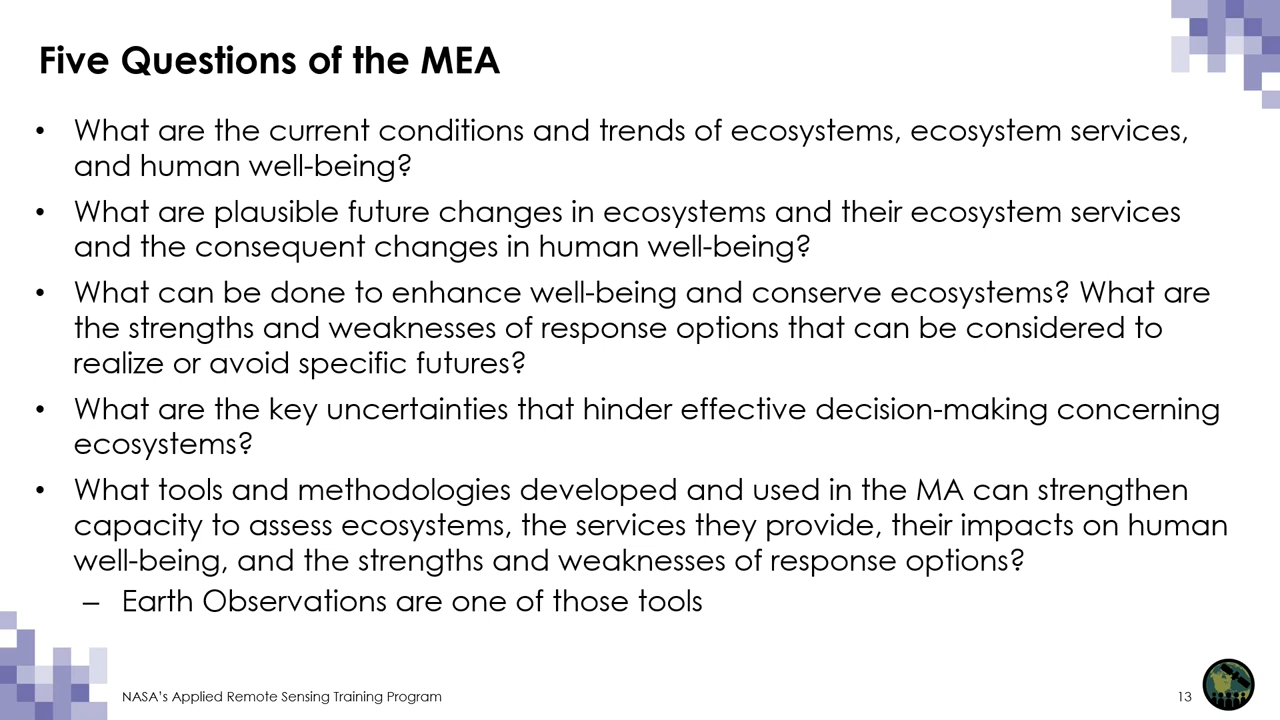 Five Questions of the MEA
• What are the current conditions and trends of ecosystems, ecosystem services,
and human well-being?
• What are plausible future changes in ecosystems and their ecosystem services
and the consequent changes in human well-being?
• What can be done to enhance well-being and conserve ecosystems? What are
the strengths and weaknesses of response options that can be considered to
realize or avoid specific futures?
• What are the key uncertainties that hinder effective decision-making concerning
ecosystems?
• What tools and methodologies developed and used in the MA can strengthen
capacity to assess ecosystems, the services they provide, their impacts on human
well-being, and the strengths and weaknesses of response options?
– Earth Observations are one of those tools
NASA's Applied Remote Sensing Training Program
13